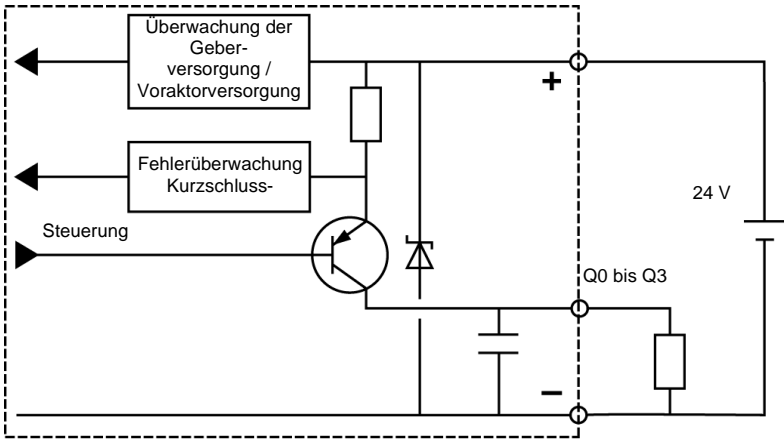 Überwachung der
Geber-
versorgung /
Voraktorversorgung
+
Fehlerüberwachung
Kurzschluss-
24 V
Steuerung
Q0 bis Q3
–